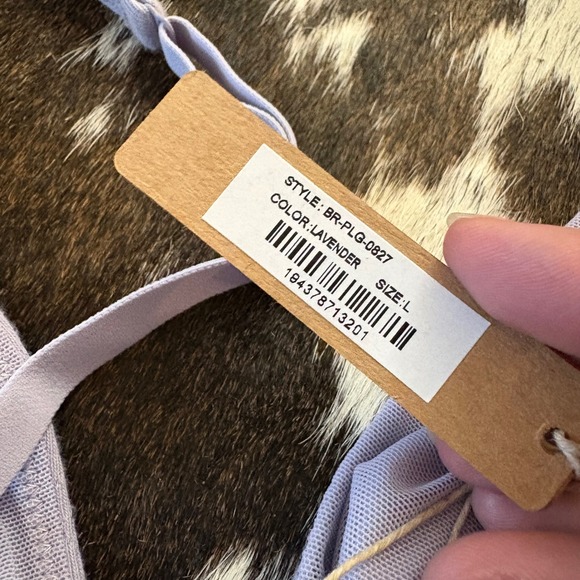 STYLE: BR-PLG-0827
COLOR:LAVENDER SIZE:L
184378713201